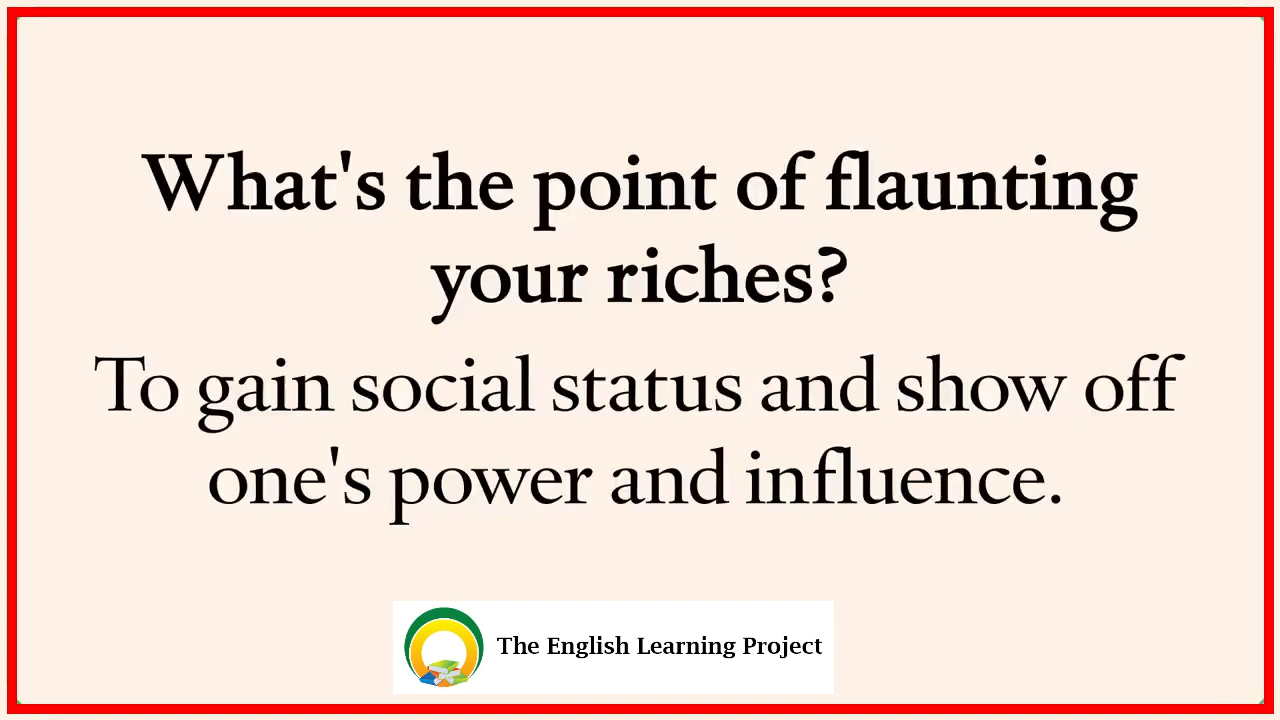 What's the point of flaunting
your riches?
To gain social status and show off
one's power and influence.
The English Learning Project